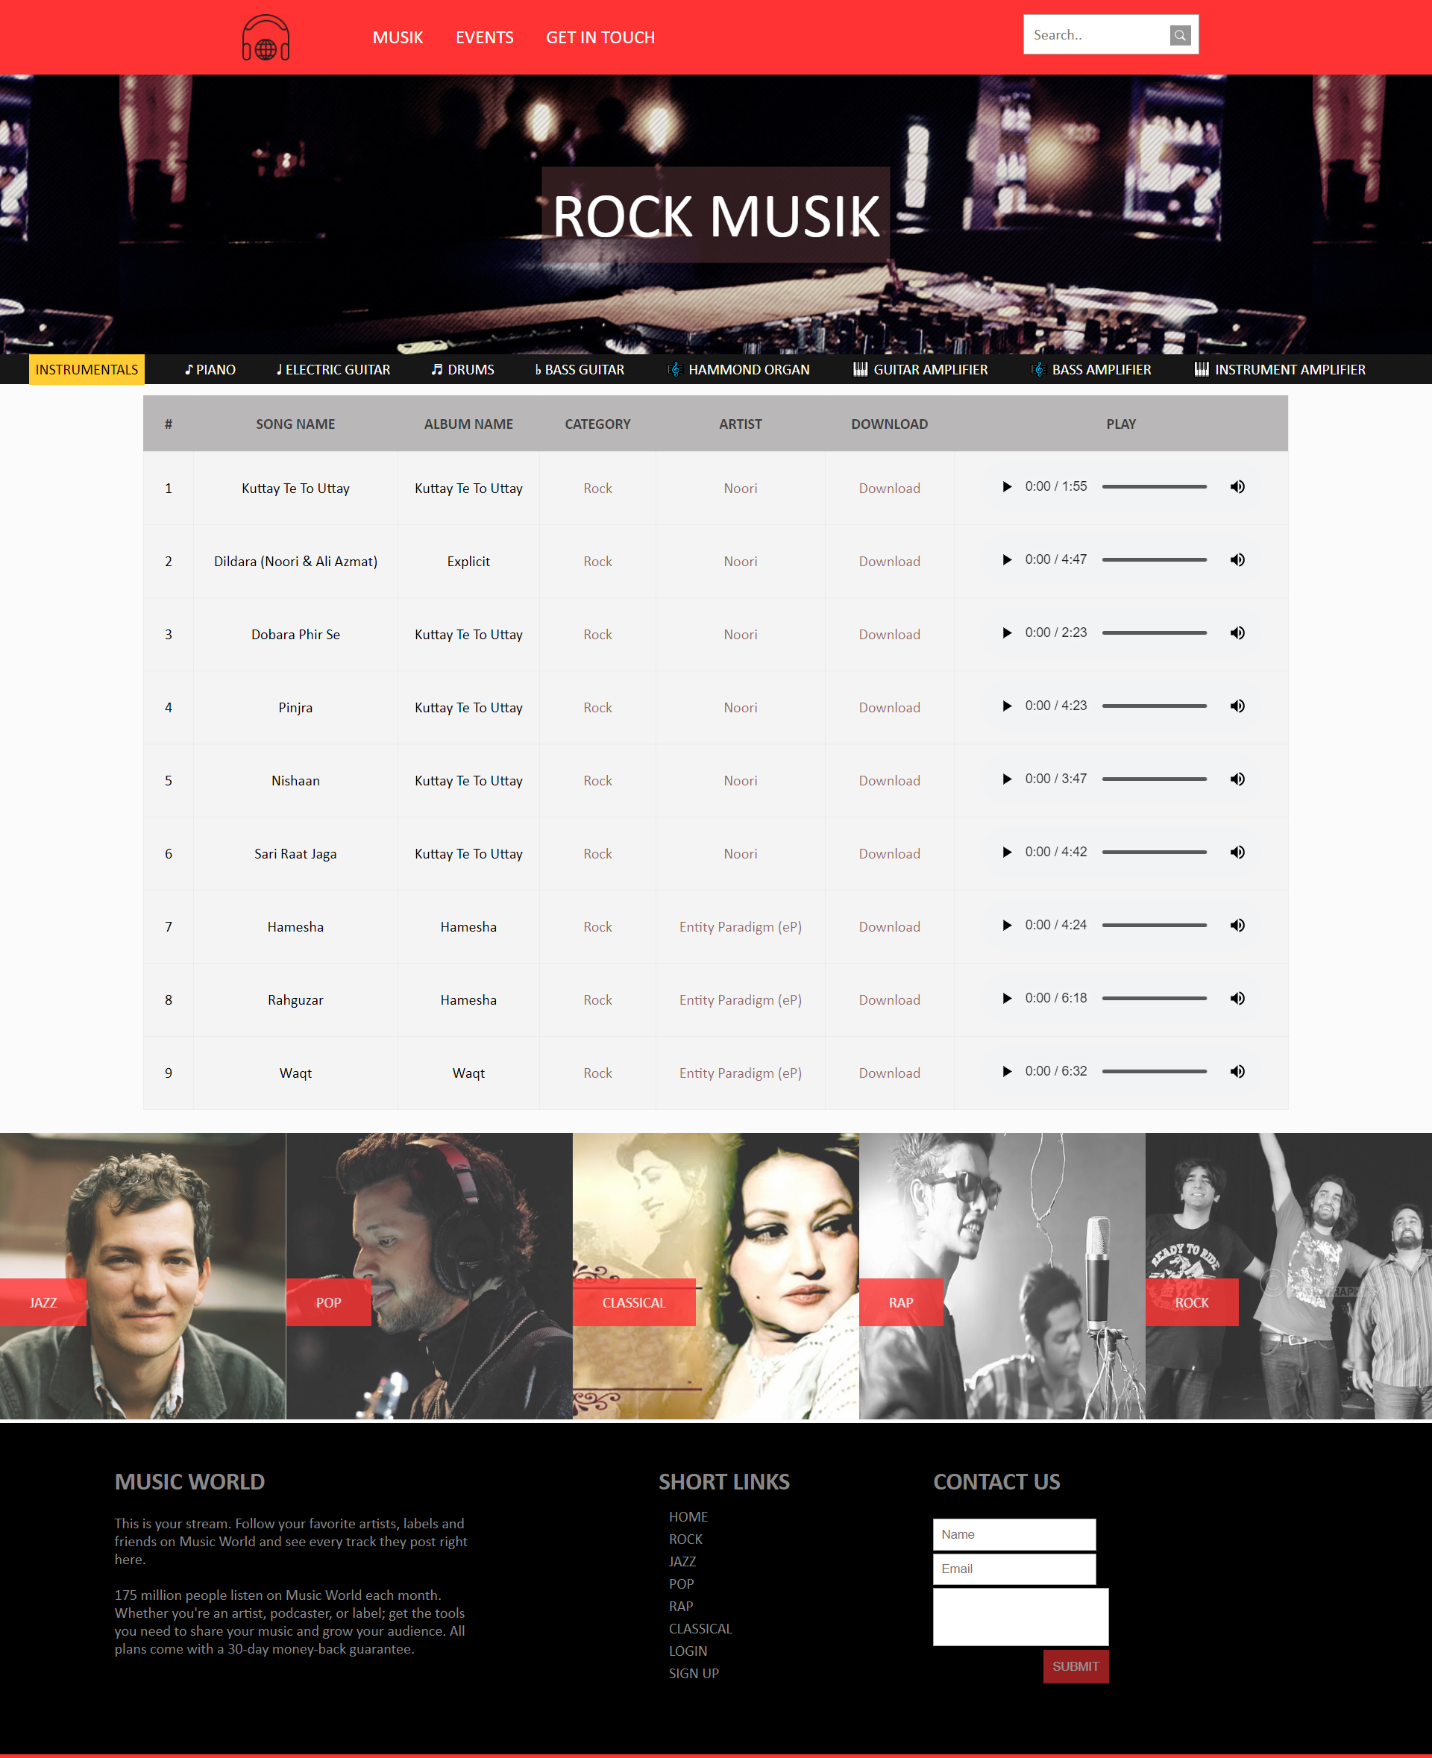 MUSIK EVENTS GET IN TOUCH Search..
ROCK MUSIK
INSTRUMENTALS PIANO ELECTRIC GUITAR DRUMS BASS GUITAR HAMMOND ORGAN GUITAR AMPLIFIER BASS AMPLIFIER INSTRUMENT AMPLIFIER
# SONG NAME ALBUM NAME CATEGORY ARTIST DOWNLOAD PLAY
1 Kuttay Te To Uttay Kuttay Te To Uttay Rock Noori Download 0:00 / 1:55
2 Dildara (Noori & Ali Azmat) Explicit Rock Noori Download 0:00 / 4:47
3 Dobara Phir Se Kuttay Te To Uttay Rock Noori Download 0:00 / 2:23
4 Pinjra Kuttay Te To Uttay Rock Noori Download 0:00 / 4:23
5 Nishaan Kuttay Te To Uttay Rock Noori Download 0:00 / 3:47
6 Sari Raat Jaga Kuttay Te To Uttay Rock Noori Download 0:00 / 4:42
7 Hamesha Hamesha Rock Entity Paradigm (eP) Download 0:00 / 4:24
8 Rahguzar Hamesha Rock Entity Paradigm (eP) Download 0:00 / 6:18
9 Waqt Waqt Rock Entity Paradigm (eP) Download 0:00 / 6:32
READY TO RIDE
JAZZ POP CLASSICAL RAP ROCK
MUSIC WORLD
This is your stream. Follow your favorite artists, labels and
friends on Music World and see every track they post right
here.
175 million people listen on Music World each month.
Whether you're an artist, podcaster, or label; get the tools
you need to share your music and grow your audience. All
plans come with a 30-day money-back guarantee.
SHORT LINKS
HOME
ROCK
JAZZ
POP
RAP
CLASSICAL
LOGIN
SIGN UP
CONTACT US
Name
Email
SUBMIT